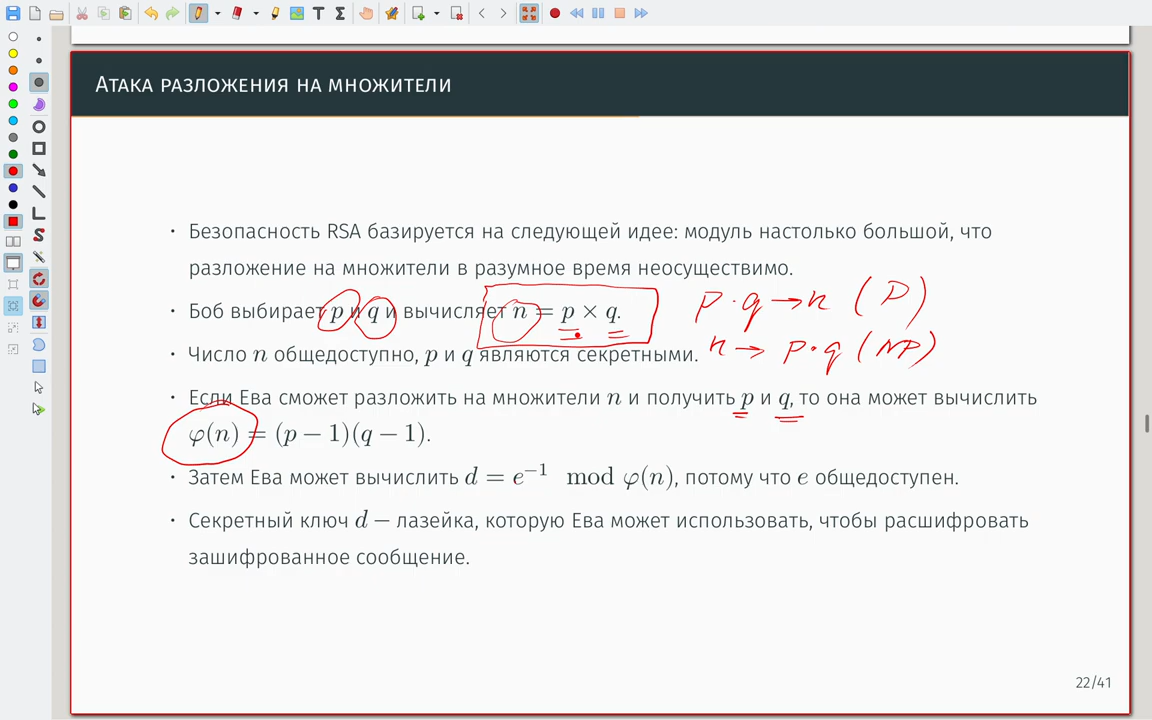 Атака разложения на множители
• Безопасность RSA базируется на следующей идее: модуль настолько большой, что
разложение на множители в разумное время неосуществимо.
• Боб выбирает p и q и вычисляет n = p × q.
p · q → n (P)
• Число n общедоступно, p и q являются секретными.
n → p · q (NP)
• Если Ева сможет разложить на множители n и получить p и q, то она может вычислить
φ(n) = (p − 1)(q − 1).
• Затем Ева может вычислить d = e⁻¹ mod φ(n), потому что e общедоступен.
• Секретный ключ d — лазейка, которую Ева может использовать, чтобы расшифровать
зашифрованное сообщение.
22/41